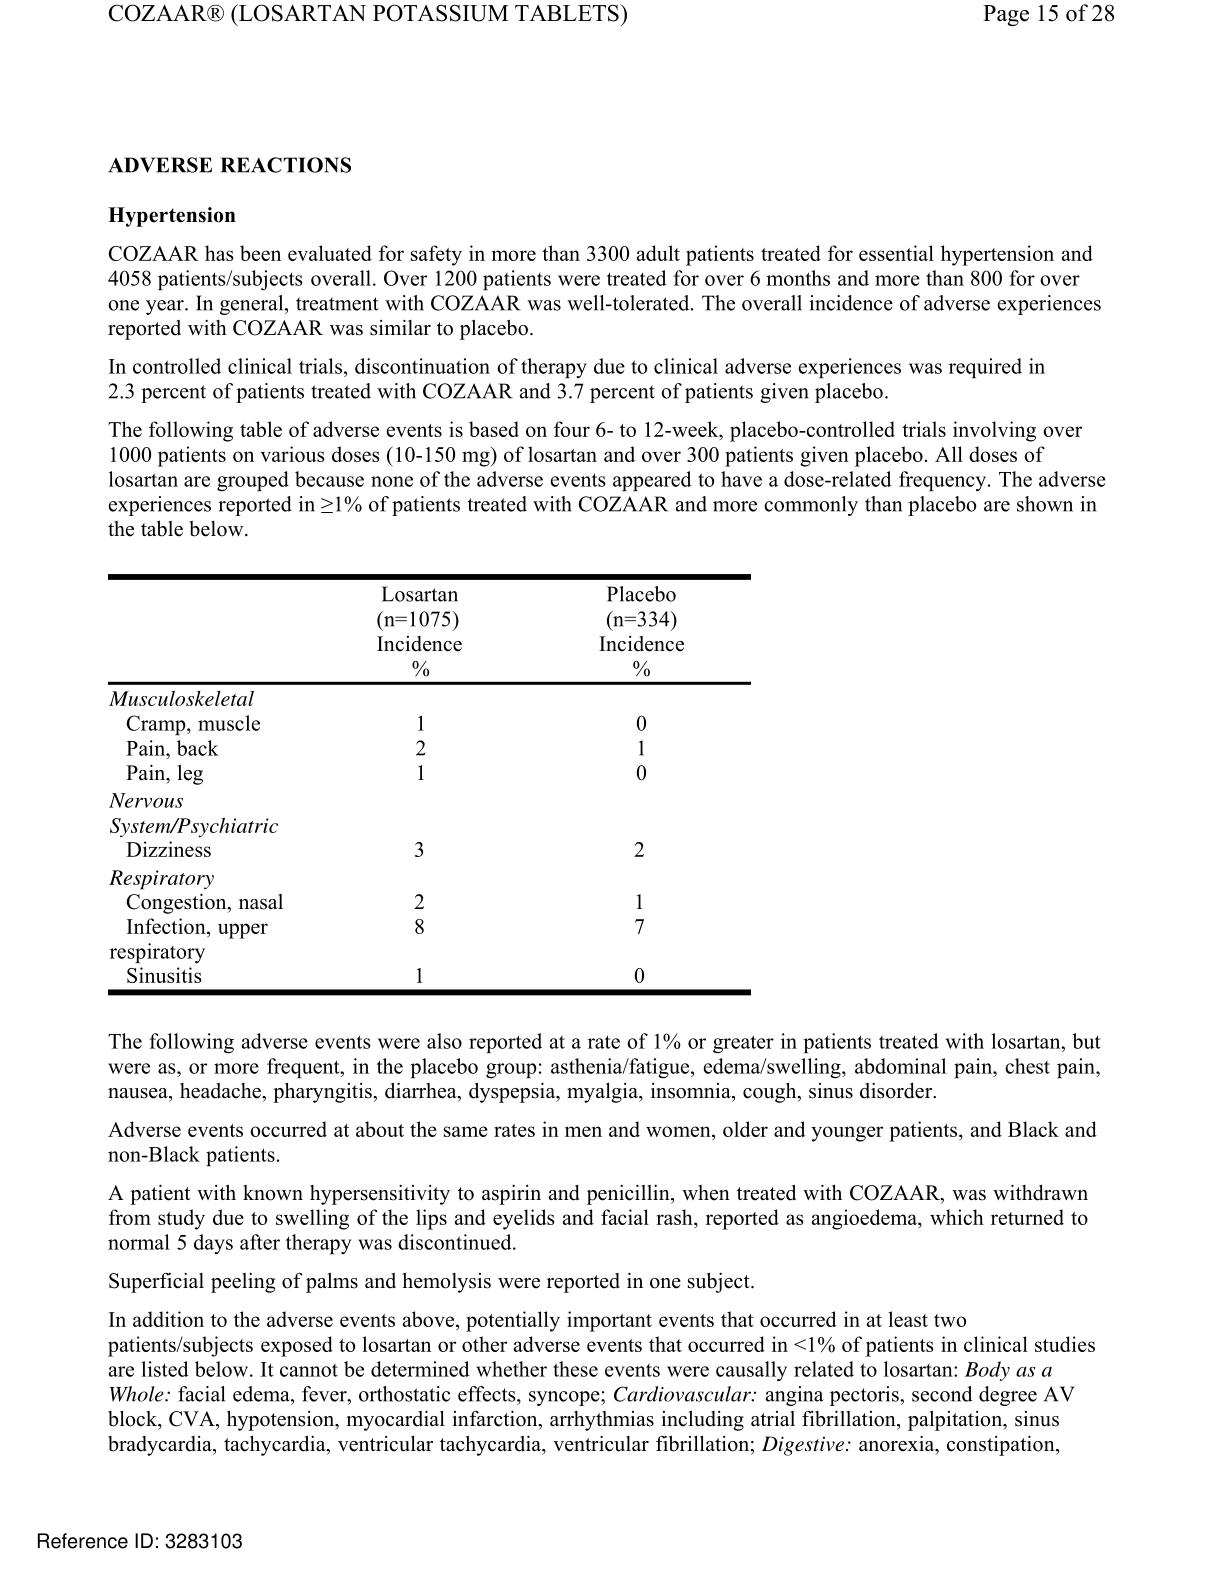 COZAAR® (LOSARTAN POTASSIUM TABLETS) Page 15 of 28
ADVERSE REACTIONS
Hypertension
COZAAR has been evaluated for safety in more than 3300 adult patients treated for essential hypertension and
4058 patients/subjects overall. Over 1200 patients were treated for over 6 months and more than 800 for over
one year. In general, treatment with COZAAR was well-tolerated. The overall incidence of adverse experiences
reported with COZAAR was similar to placebo.
In controlled clinical trials, discontinuation of therapy due to clinical adverse experiences was required in
2.3 percent of patients treated with COZAAR and 3.7 percent of patients given placebo.
The following table of adverse events is based on four 6- to 12-week, placebo-controlled trials involving over
1000 patients on various doses (10-150 mg) of losartan and over 300 patients given placebo. All doses of
losartan are grouped because none of the adverse events appeared to have a dose-related frequency. The adverse
experiences reported in ≥1% of patients treated with COZAAR and more commonly than placebo are shown in
the table below.
Losartan Placebo
(n=1075) (n=334)
Incidence Incidence
% %
Musculoskeletal
Cramp, muscle 1 0
Pain, back 2 1
Pain, leg 1 0
Nervous
System/Psychiatric
Dizziness 3 2
Respiratory
Congestion, nasal 2 1
Infection, upper 8 7
respiratory
Sinusitis 1 0
The following adverse events were also reported at a rate of 1% or greater in patients treated with losartan, but
were as, or more frequent, in the placebo group: asthenia/fatigue, edema/swelling, abdominal pain, chest pain,
nausea, headache, pharyngitis, diarrhea, dyspepsia, myalgia, insomnia, cough, sinus disorder.
Adverse events occurred at about the same rates in men and women, older and younger patients, and Black and
non-Black patients.
A patient with known hypersensitivity to aspirin and penicillin, when treated with COZAAR, was withdrawn
from study due to swelling of the lips and eyelids and facial rash, reported as angioedema, which returned to
normal 5 days after therapy was discontinued.
Superficial peeling of palms and hemolysis were reported in one subject.
In addition to the adverse events above, potentially important events that occurred in at least two
patients/subjects exposed to losartan or other adverse events that occurred in <1% of patients in clinical studies
are listed below. It cannot be determined whether these events were causally related to losartan: Body as a
Whole: facial edema, fever, orthostatic effects, syncope; Cardiovascular: angina pectoris, second degree AV
block, CVA, hypotension, myocardial infarction, arrhythmias including atrial fibrillation, palpitation, sinus
bradycardia, tachycardia, ventricular tachycardia, ventricular fibrillation; Digestive: anorexia, constipation,
Reference ID: 3283103